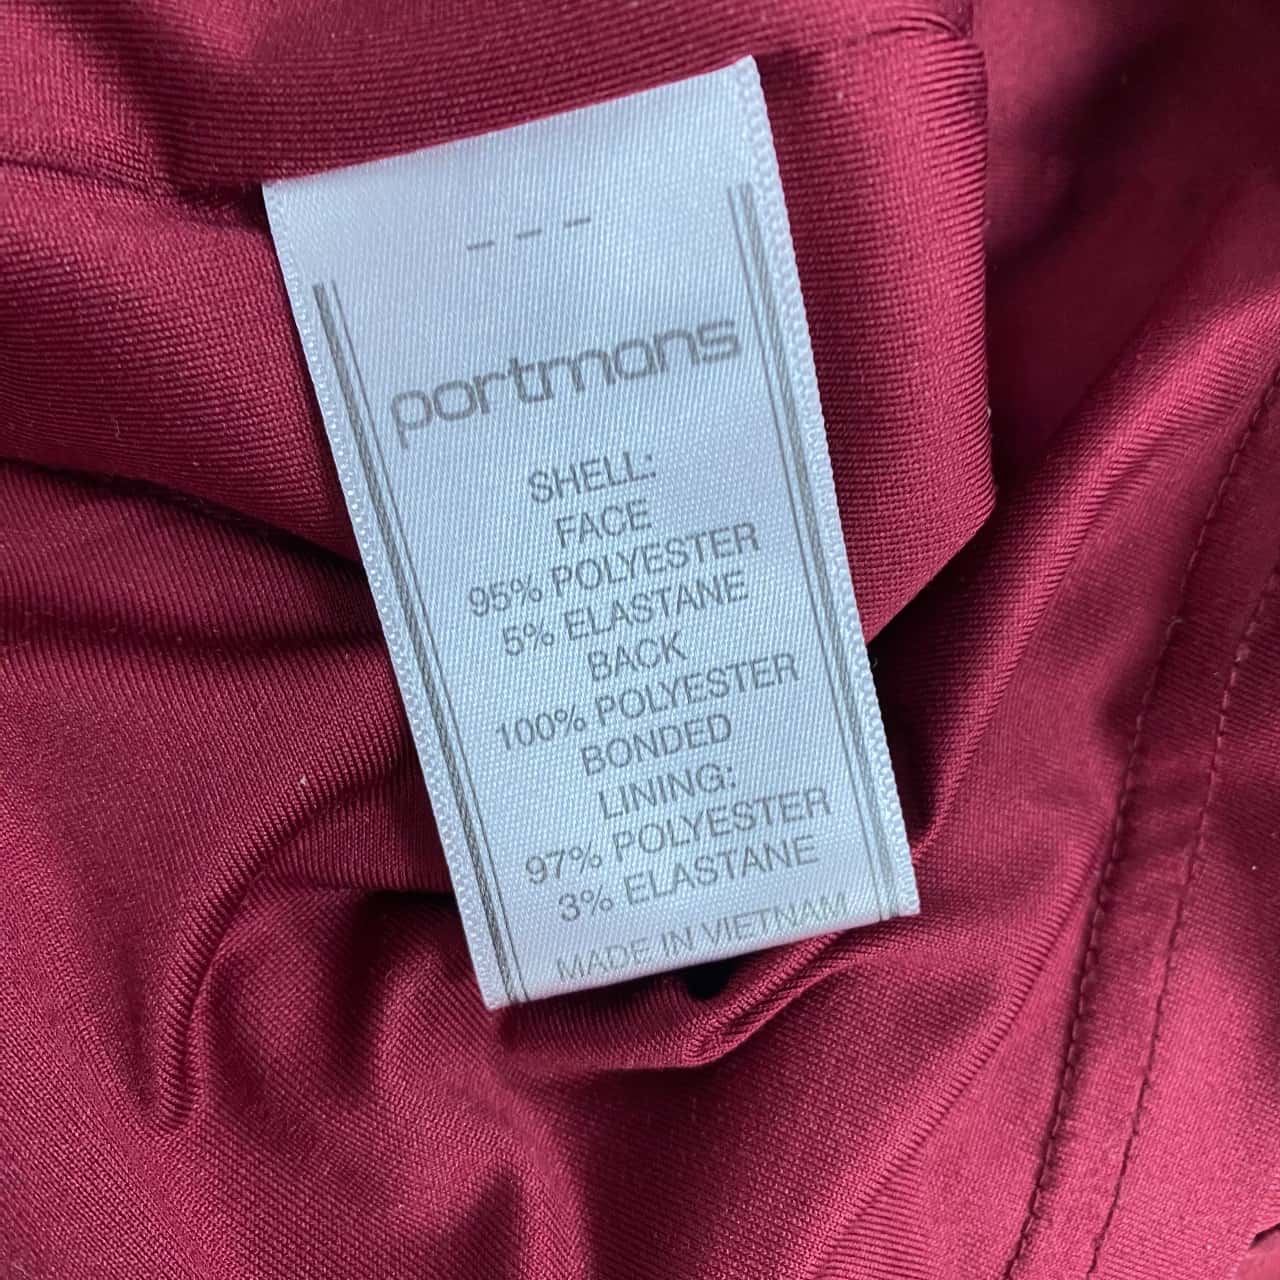 - - -
portmans
SHELL:
FACE
95% POLYESTER
5% ELASTANE
BACK
100% POLYESTER
BONDED
LINING:
97% POLYESTER
3% ELASTANE
MADE IN VIETNAM